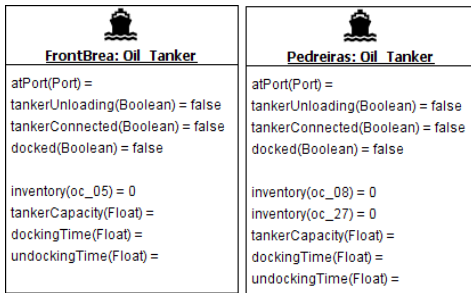 FrontBrea: Oil_Tanker
atPort(Port) =
tankerUnloading(Boolean) = false
tankerConnected(Boolean) = false
docked(Boolean) = false
inventory(oc_05) = 0
tankerCapacity(Float) =
dockingTime(Float) =
undockingTime(Float) =
Pedreiras: Oil_Tanker
atPort(Port) =
tankerUnloading(Boolean) = false
tankerConnected(Boolean) = false
docked(Boolean) = false
inventory(oc_08) = 0
inventory(oc_27) = 0
tankerCapacity(Float) =
dockingTime(Float) =
undockingTime(Float) =